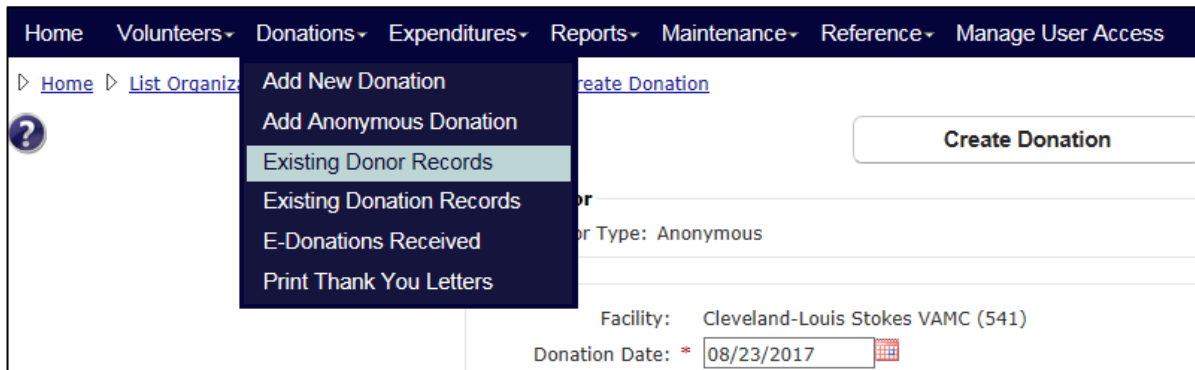 Home Volunteers Donations Expenditures Reports Maintenance Reference Manage User Access
Home List Organiza reate Donation
Add New Donation
Add Anonymous Donation
Existing Donor Records
Existing Donation Records
E-Donations Received
Print Thank You Letters
?
Create Donation
or
or Type: Anonymous
Facility: Cleveland-Louis Stokes VAMC (541)
Donation Date: * 08/23/2017